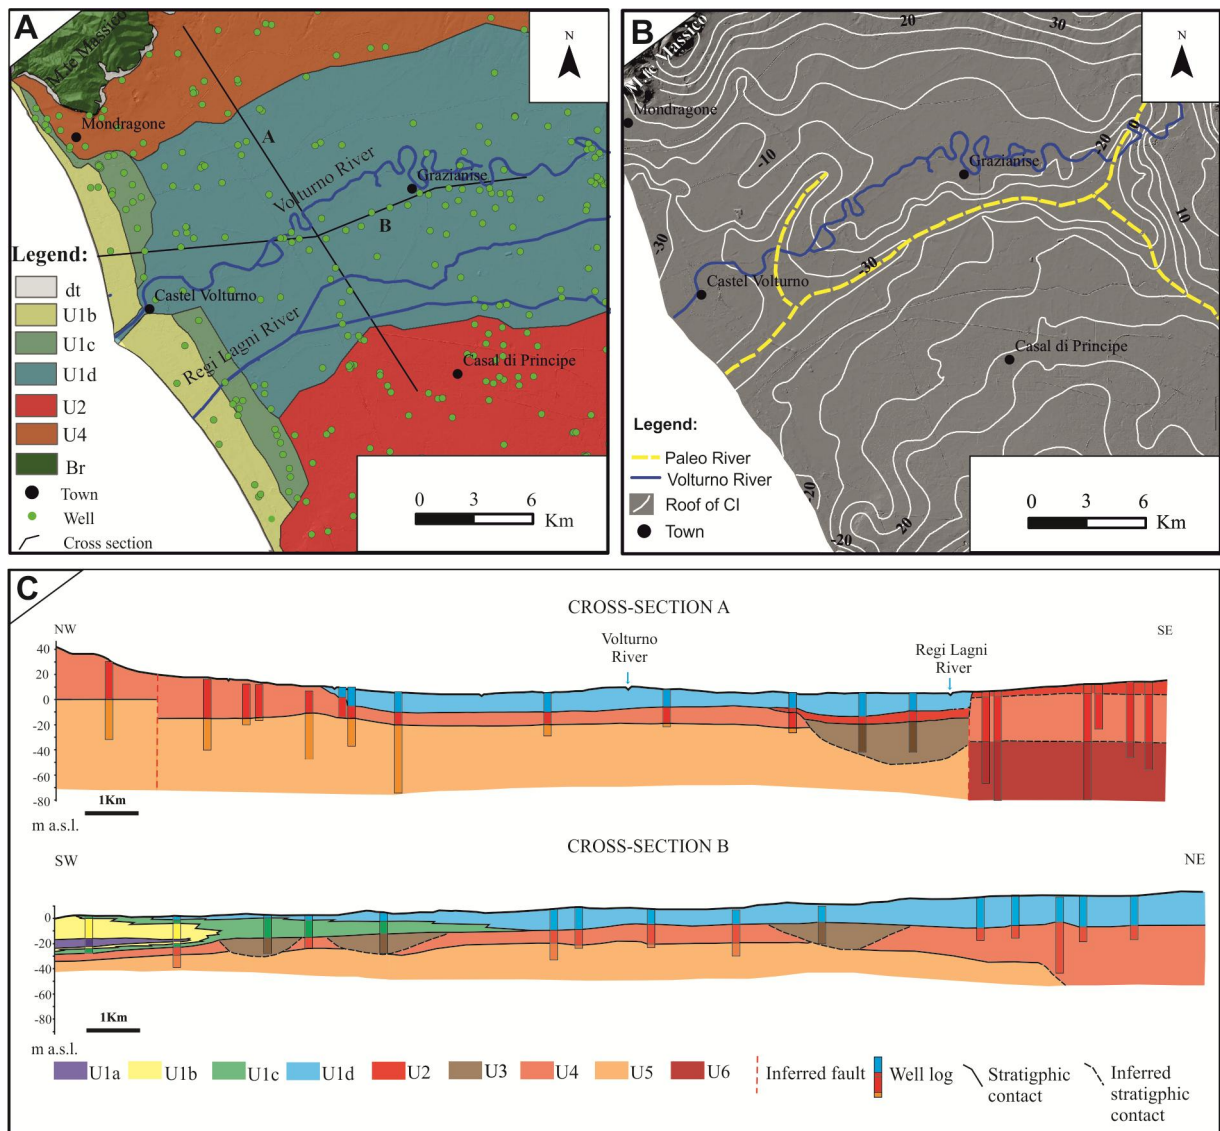 A
N
M.te Massico
Mondragone
A
Volturno River
Grazianise
B
Legend:
dt
U1b
U1c
U1d
U2
U4
Br
Town
Well
Cross section
Castel Volturno
Regi Lagni River
Casal di Principe
0 3 6
Km
B
N
M.te Massico
Mondragone
20
30
-10
Grazianise
-20
10
10
-30
-30
Castel Volturno
Casal di Principe
Legend:
Paleo River
Volturno River
Roof of CI
Town
-20
20
-20
0 3 6
Km
C
CROSS-SECTION A
NW
SE
Volturno
River
Regi Lagni
River
40
20
0
-20
-40
-60
-80
1Km
m a.s.l.
CROSS-SECTION B
SW
NE
0
-20
-40
-60
-80
1Km
m a.s.l.
U1a U1b U1c U1d U2 U3 U4 U5 U6 Inferred fault Well log Stratigphic
contact
Inferred
stratigphic
contact